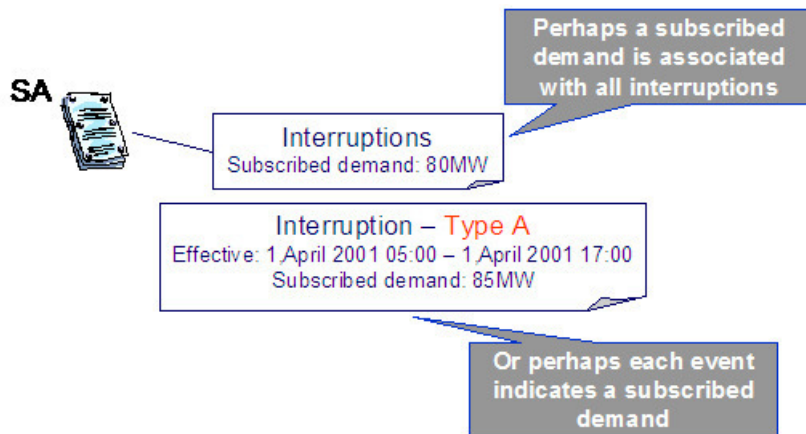 Perhaps a subscribed
demand is associated
with all interruptions
SA
Interruptions
Subscribed demand: 80MW
Interruption – Type A
Effective: 1,April 2001 05:00 – 1,April 2001 17:00
Subscribed demand: 85MW
Or perhaps each event
indicates a subscribed
demand